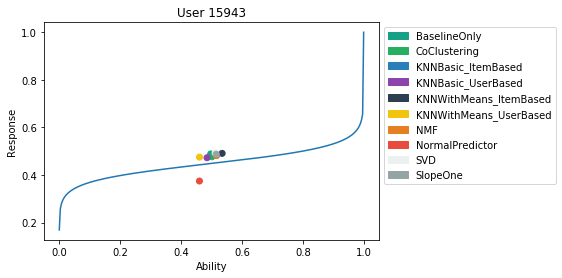 User 15943
1.0
0.8
0.6
0.4
0.2
Response
0.0 0.2 0.4 0.6 0.8 1.0
Ability
BaselineOnly
CoClustering
KNNBasic_ItemBased
KNNBasic_UserBased
KNNWithMeans_ItemBased
KNNWithMeans_UserBased
NMF
NormalPredictor
SVD
SlopeOne